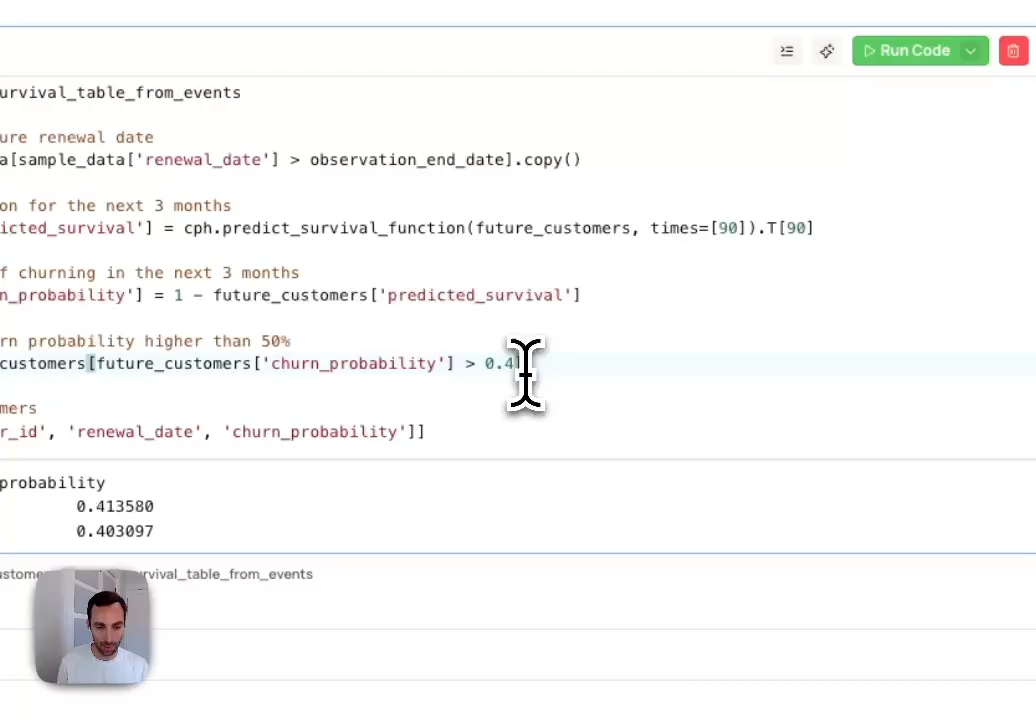 Run Code
urvival_table_from_events
ure renewal date
a[sample_data['renewal_date'] > observation_end_date].copy()
on for the next 3 months
icted_survival'] = cph.predict_survival_function(future_customers, times=[90]).T[90]
f churning in the next 3 months
n_probability'] = 1 - future_customers['predicted_survival']
rn probability higher than 50%
customers[future_customers['churn_probability'] > 0.4
mers
r_id', 'renewal_date', 'churn_probability']]
probability
0.413580
0.403097
ustome rvival_table_from_events